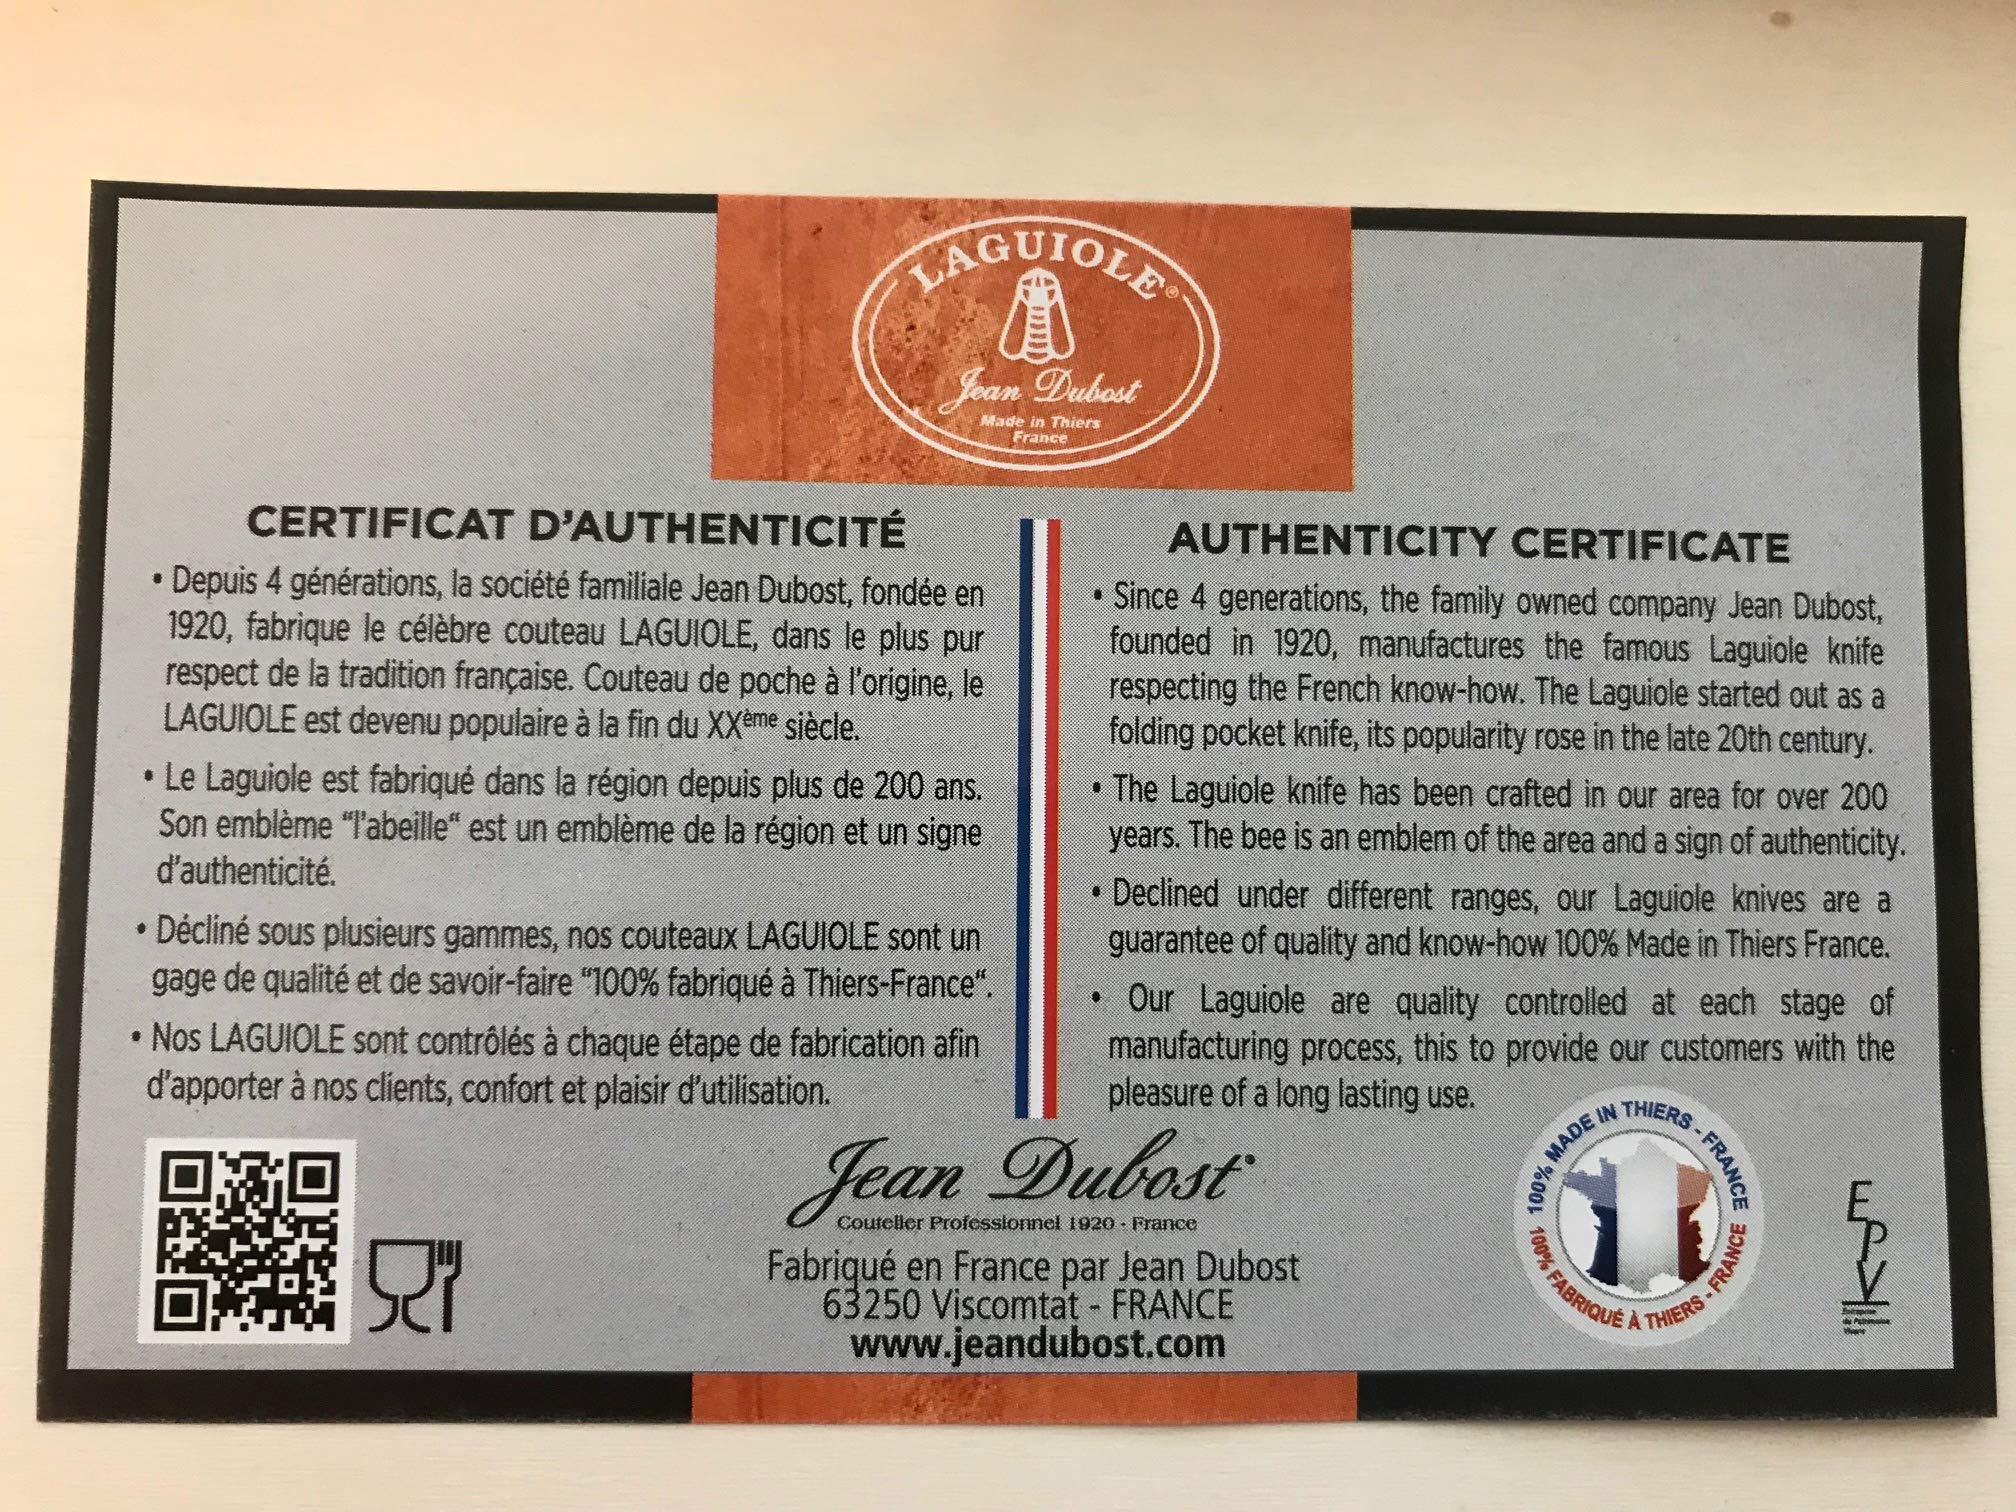 LAGUIOLE®
Jean Dubost
Made in Thiers
France
CERTIFICAT D'AUTHENTICITÉ
• Depuis 4 générations, la société familiale Jean Dubost, fondée en
1920, fabrique le célèbre couteau LAGUIOLE, dans le plus pur
respect de la tradition française. Couteau de poche à l'origine, le
LAGUIOLE est devenu populaire à la fin du XXème siècle.
• Le Laguiole est fabriqué dans la région depuis plus de 200 ans.
Son emblème "l'abeille" est un emblème de la région et un signe
d'authenticité.
• Décliné sous plusieurs gammes, nos couteaux LAGUIOLE sont un
gage de qualité et de savoir-faire "100% fabriqué à Thiers-France".
• Nos LAGUIOLE sont contrôlés à chaque étape de fabrication afin
d'apporter à nos clients, confort et plaisir d'utilisation.
AUTHENTICITY CERTIFICATE
• Since 4 generations, the family owned company Jean Dubost,
founded in 1920, manufactures the famous Laguiole knife
respecting the French know-how. The Laguiole started out as a
folding pocket knife, its popularity rose in the late 20th century.
• The Laguiole knife has been crafted in our area for over 200
years. The bee is an emblem of the area and a sign of authenticity.
• Declined under different ranges, our Laguiole knives are a
guarantee of quality and know-how 100% Made in Thiers France.
• Our Laguiole are quality controlled at each stage of
manufacturing process, this to provide our customers with the
pleasure of a long lasting use.
Jean Dubost
Coutelier Professionnel 1920 - France
Fabriqué en France par Jean Dubost
63250 Viscomtat - FRANCE
www.jeandubost.com
100% MADE IN THIERS - FRANCE
100% FABRIQUÉ À THIERS - FRANCE
EPV
Entreprise
du Patrimoine
Vivant